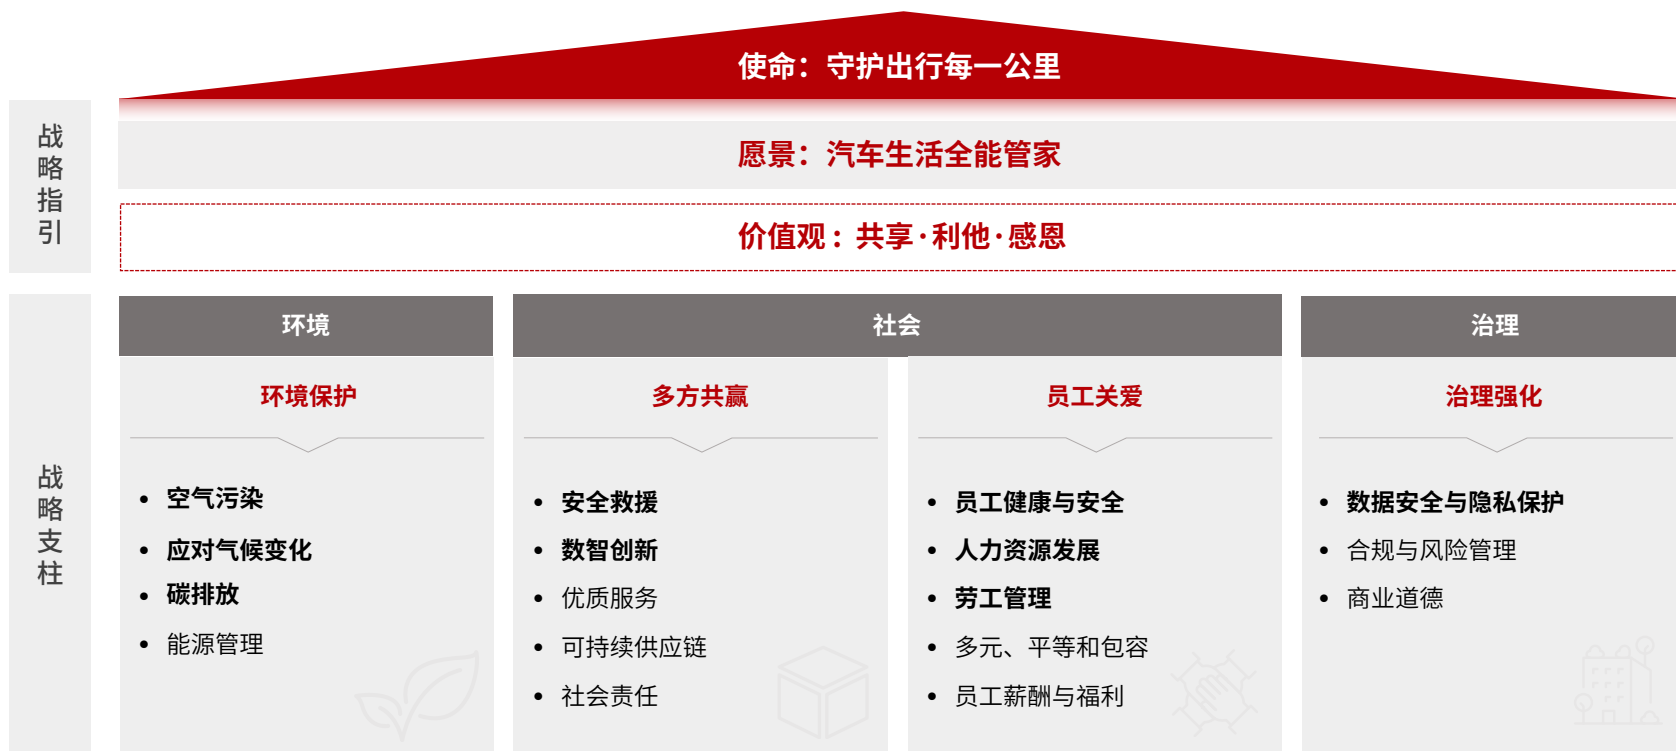 使命：守护出行每一公里
战略指引
愿景：汽车生活全能管家
价值观：共享·利他·感恩
战略支柱
环境
环境保护
• 空气污染
• 应对气候变化
• 碳排放
• 能源管理
社会
多方共赢
• 安全救援
• 数智创新
• 优质服务
• 可持续供应链
• 社会责任
员工关爱
• 员工健康与安全
• 人力资源发展
• 劳工管理
• 多元、平等和包容
• 员工薪酬与福利
治理
治理强化
• 数据安全与隐私保护
• 合规与风险管理
• 商业道德